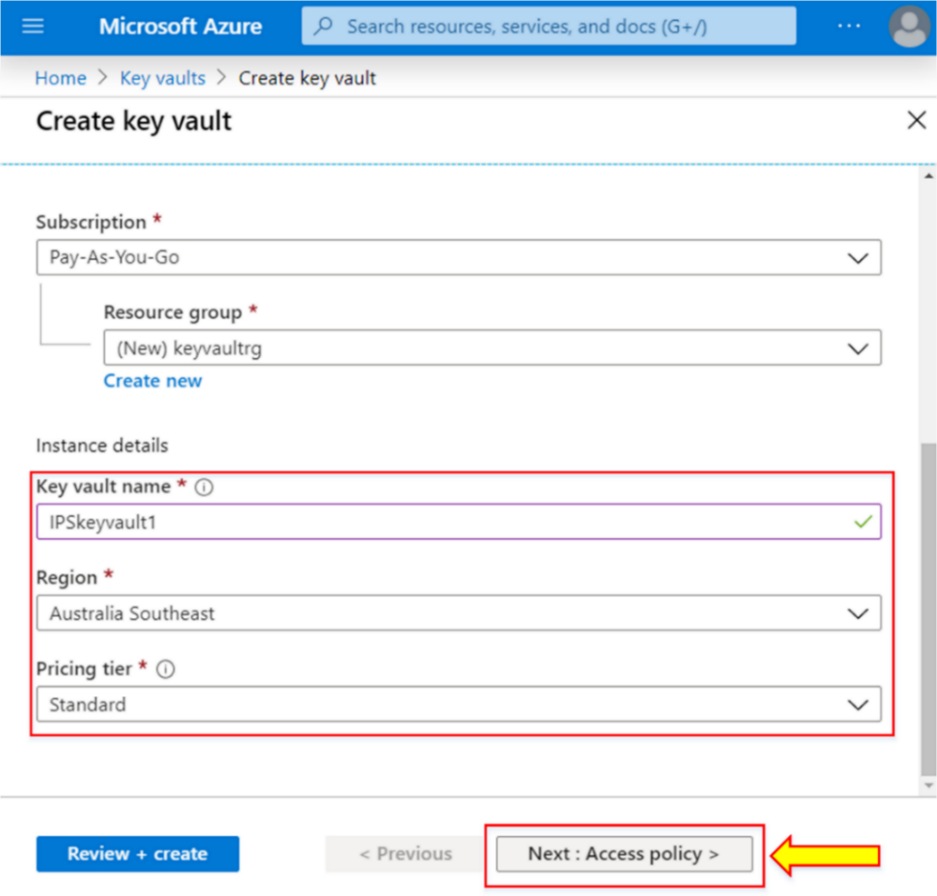 Microsoft Azure
Search resources, services, and docs (G+/)
...
Home > Key vaults > Create key vault
Create key vault
Subscription *
Pay-As-You-Go
Resource group *
(New) keyvaultrg
Create new
Instance details
Key vault name *
IPSkeyvault1
Region *
Australia Southeast
Pricing tier *
Standard
Review + create
< Previous
Next : Access policy >